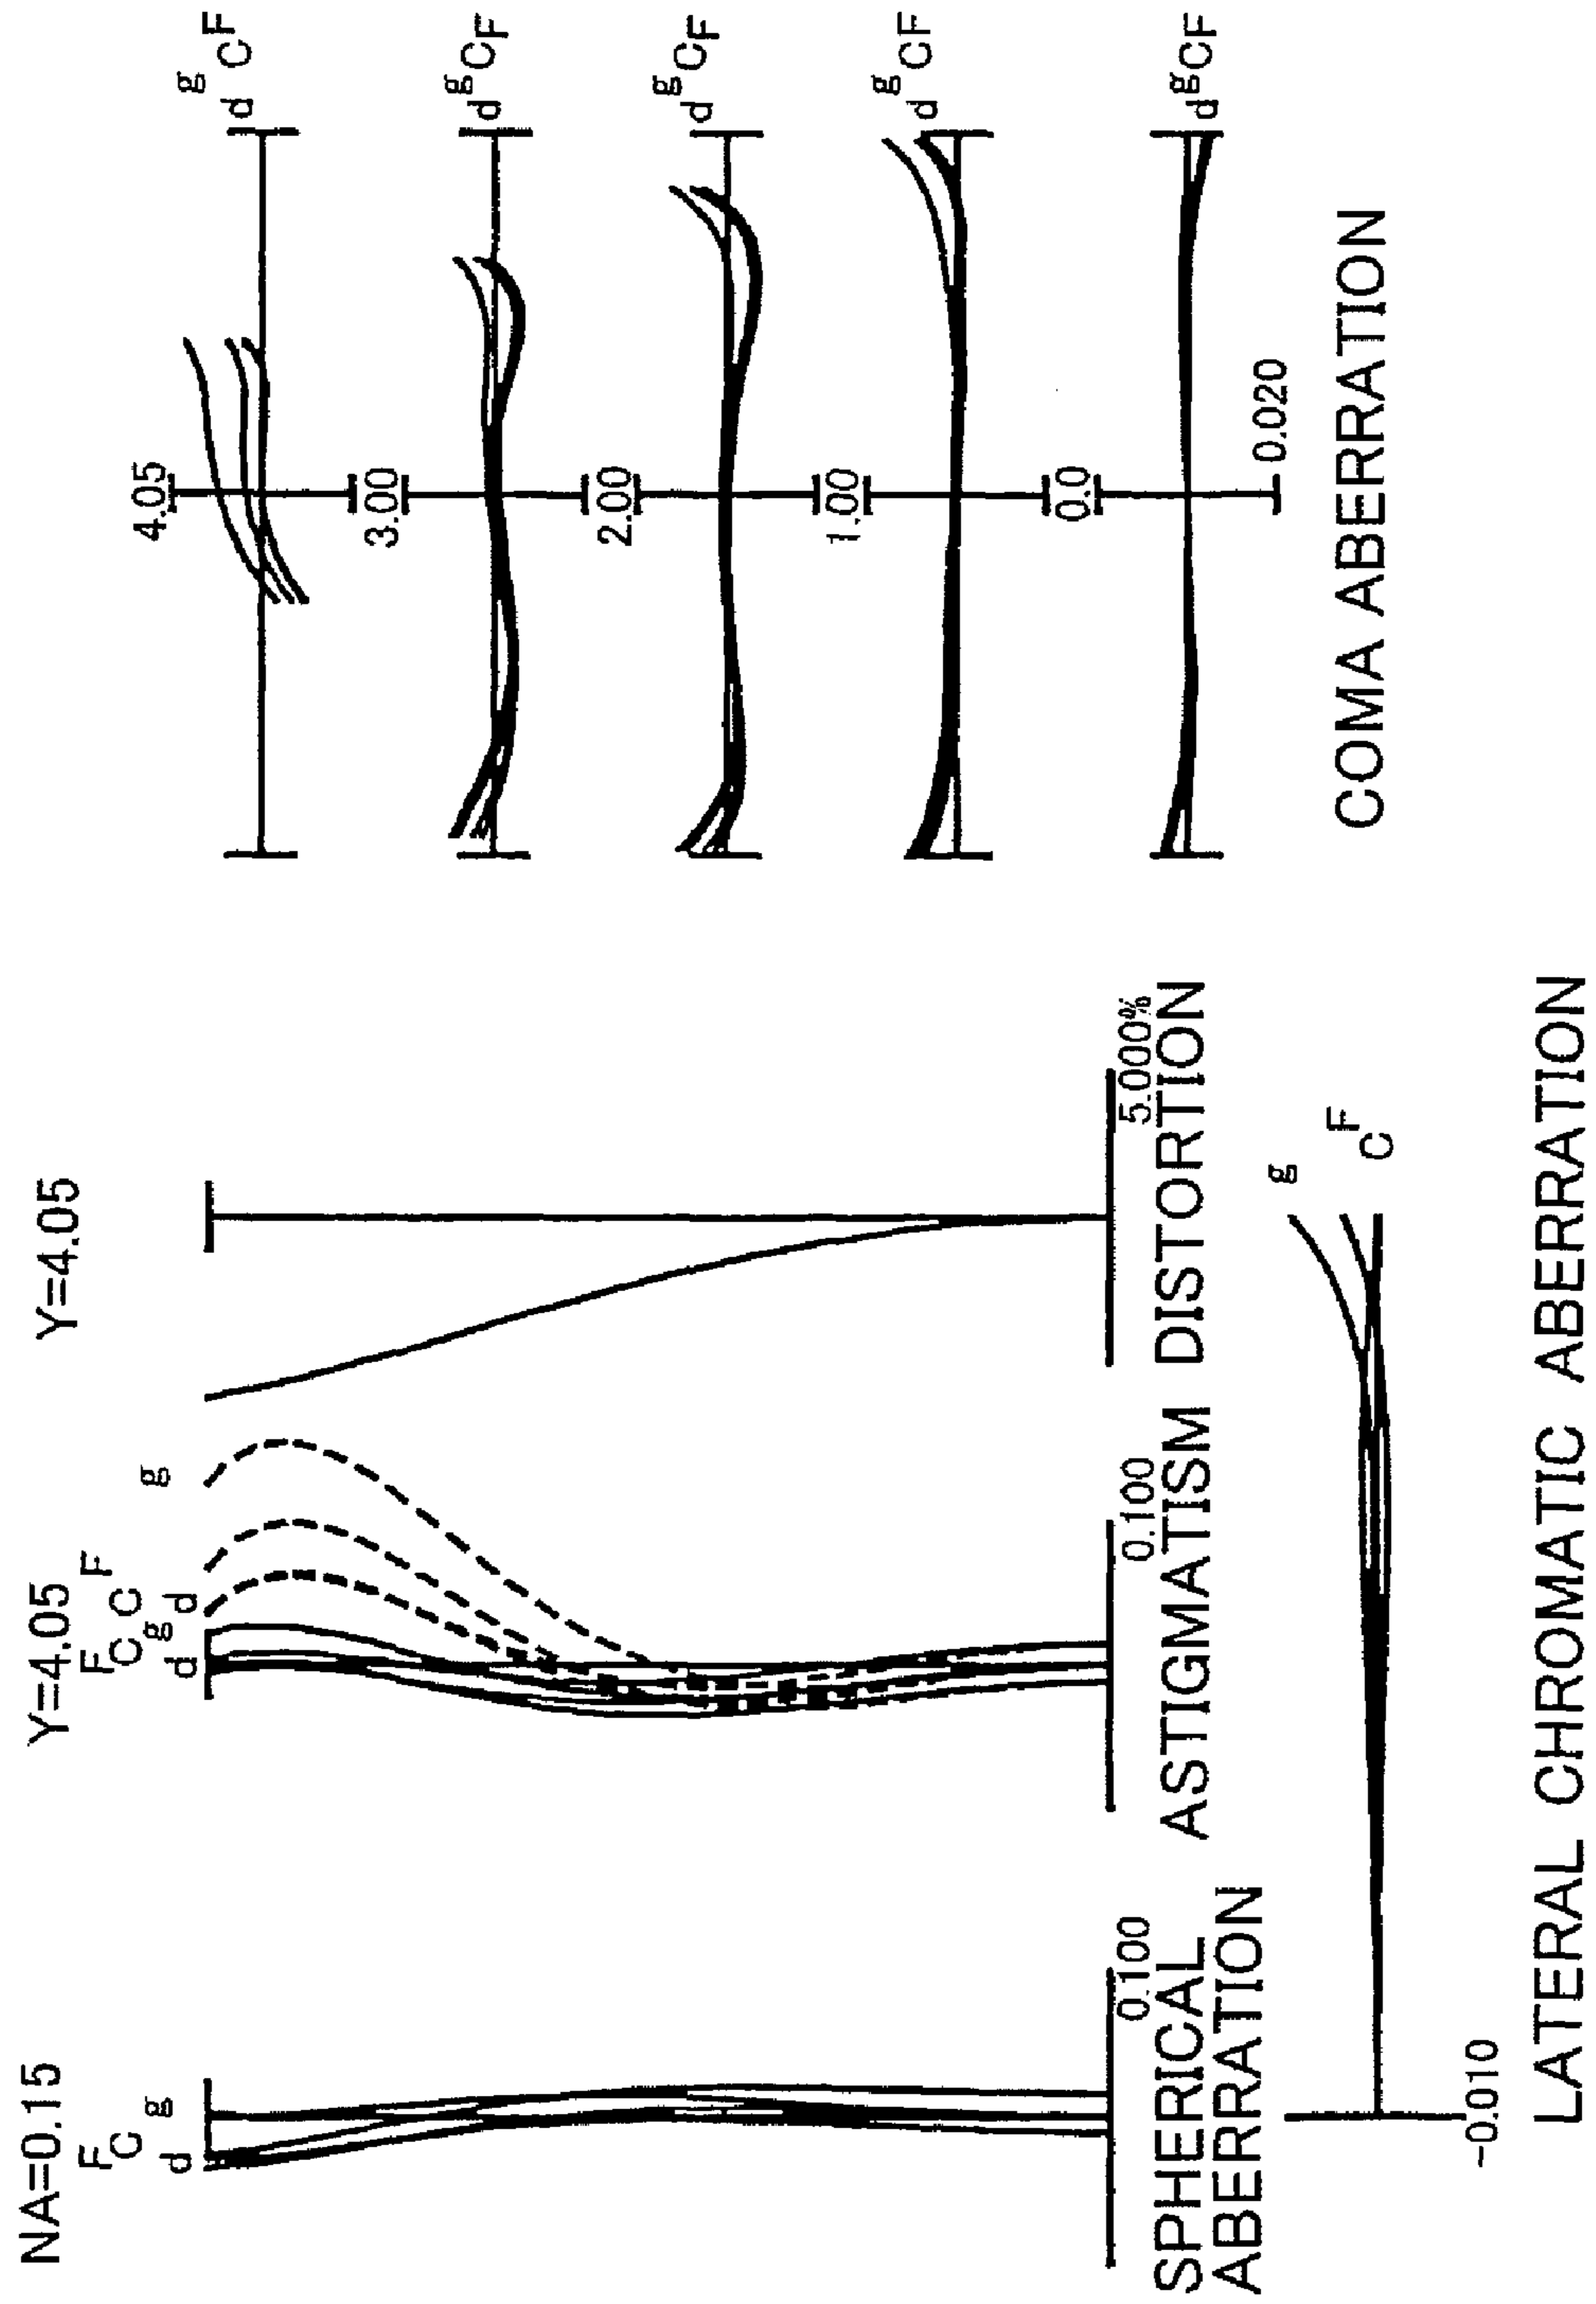 NA=0.15
F
C
g
d
SPHERICAL
ABERRATION
0.100
Y=4.05
F
C
g
d
F
C
d
g
ASTIGMATISM
0.100
Y=4.05
DISTORTION
5.000%
4.05
d g C F
3.00
d g C F
2.00
d g C F
1.00
d g C F
0.0
d g C F
0.020
COMA ABERRATION
g
F
C
-0.010
LATERAL CHROMATIC ABERRATION